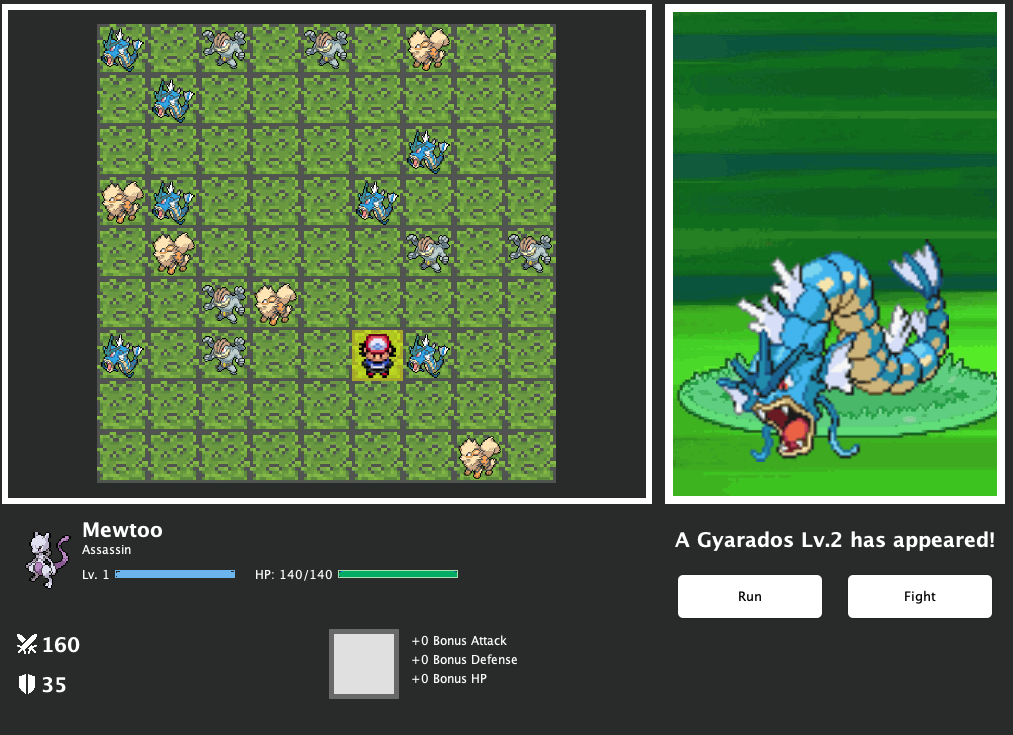 Mewtoo
Assassin
Lv. 1 HP: 140/140
160
35
+0 Bonus Attack
+0 Bonus Defense
+0 Bonus HP
A Gyarados Lv.2 has appeared!
Run Fight